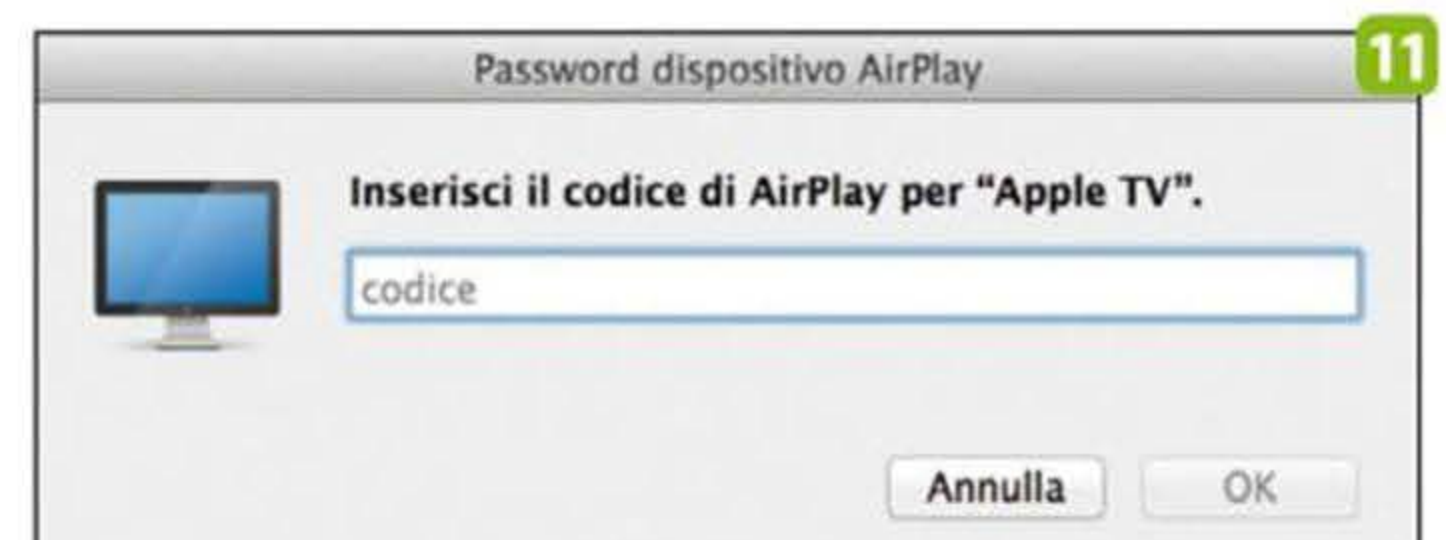 Password dispositivo AirPlay
11
Inserisci il codice di AirPlay per “Apple TV”.
codice
Annulla
OK